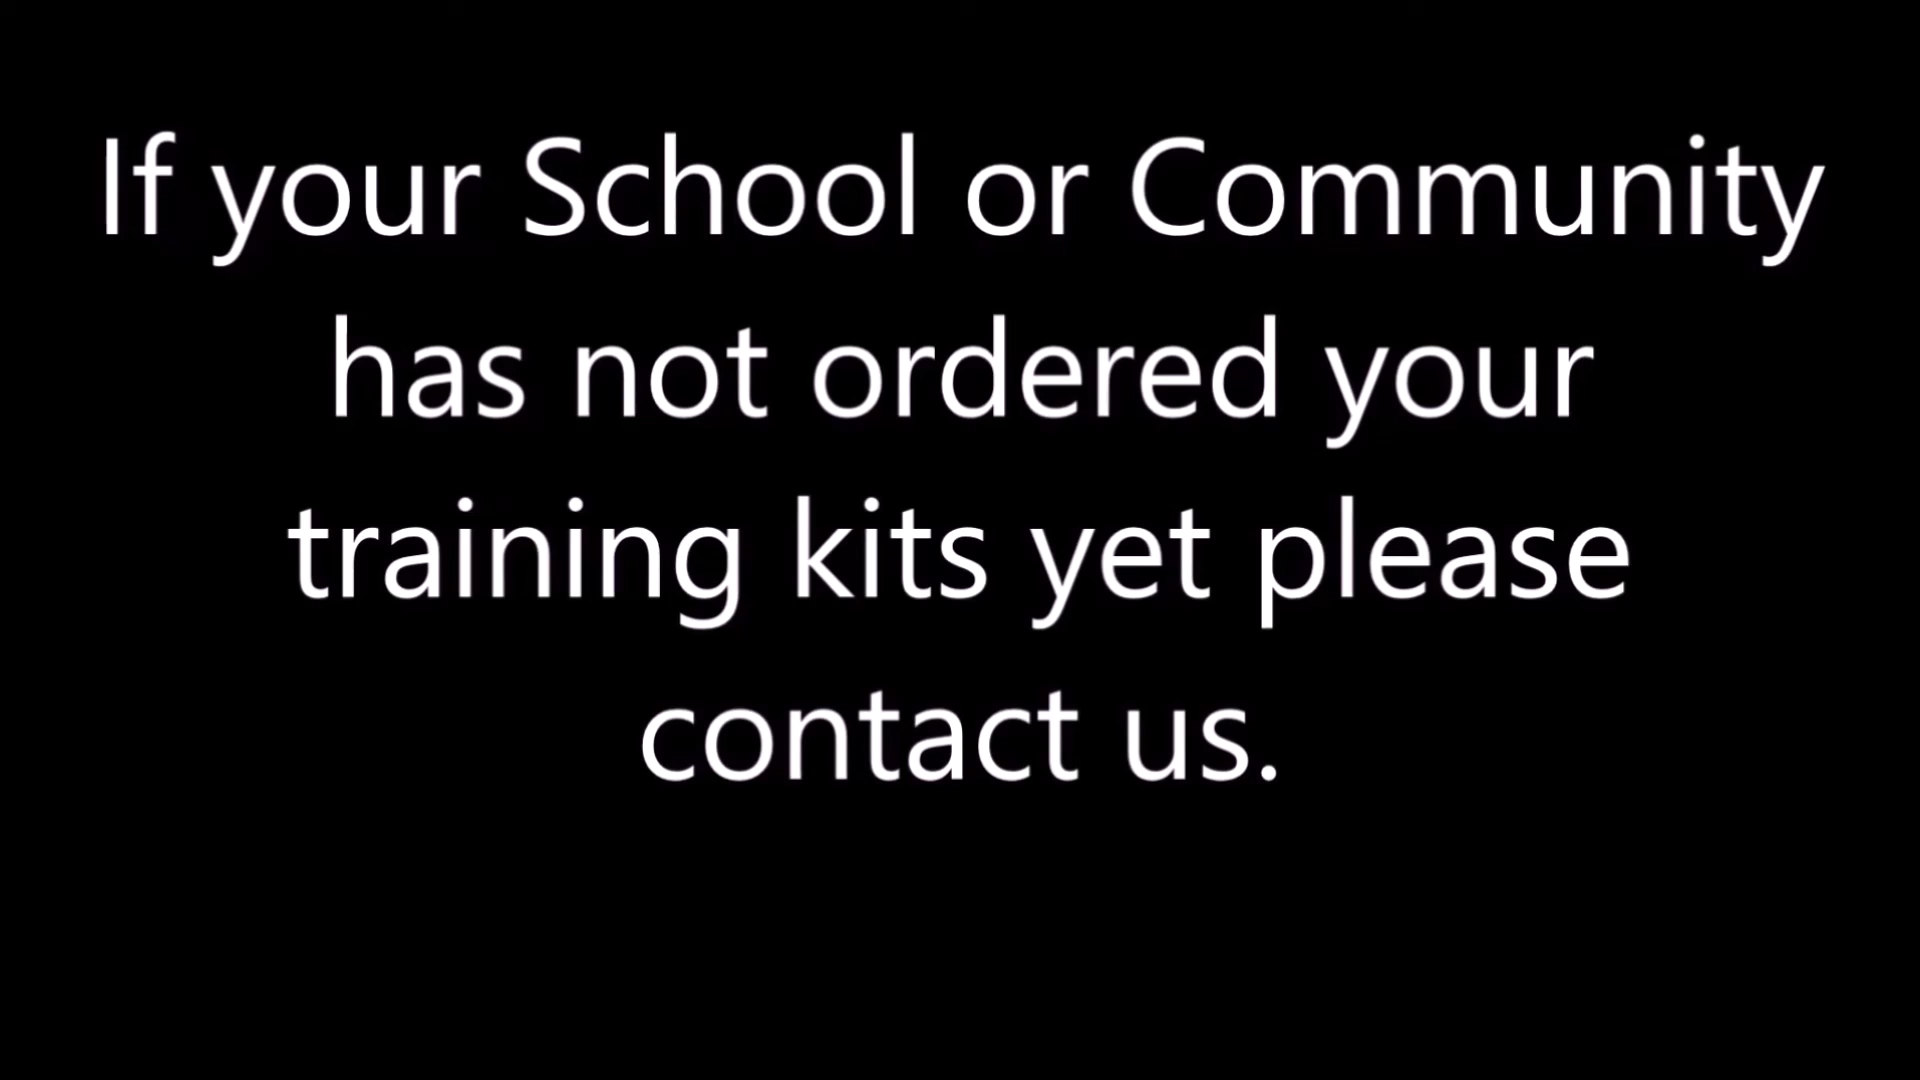 If your School or Community
has not ordered your
training kits yet please
contact us.